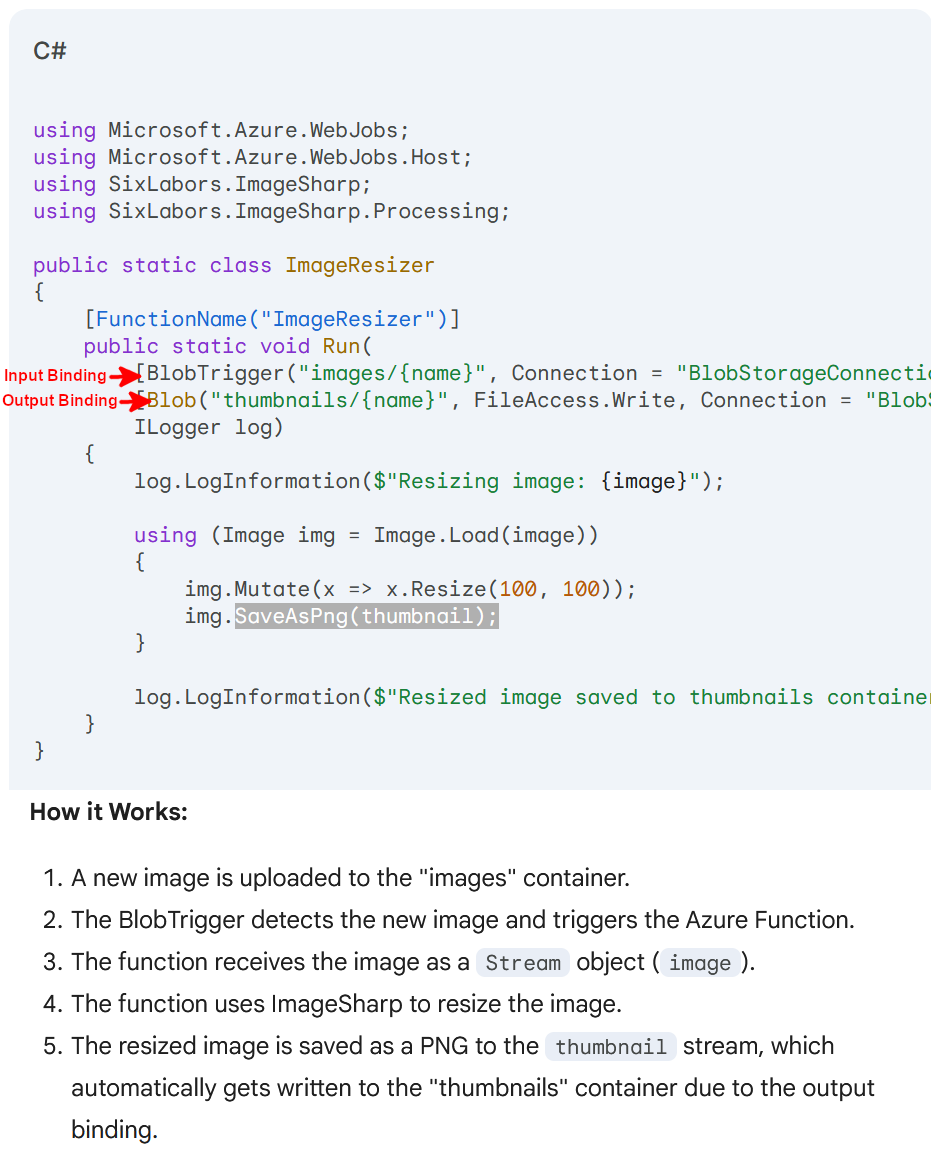 C#
using Microsoft.Azure.WebJobs;
using Microsoft.Azure.WebJobs.Host;
using SixLabors.ImageSharp;
using SixLabors.ImageSharp.Processing;
public static class ImageResizer
{
[FunctionName("ImageResizer")]
public static void Run(
Input Binding [BlobTrigger("images/{name}", Connection = "BlobStorageConnectio
Output Binding [Blob("thumbnails/{name}", FileAccess.Write, Connection = "BlobS
ILogger log)
{
log.LogInformation($"Resizing image: {image}");
using (Image img = Image.Load(image))
{
img.Mutate(x => x.Resize(100, 100));
img.SaveAsPng(thumbnail);
}
log.LogInformation($"Resized image saved to thumbnails container
}
}
How it Works:
1. A new image is uploaded to the "images" container.
2. The BlobTrigger detects the new image and triggers the Azure Function.
3. The function receives the image as a Stream object ( image ).
4. The function uses ImageSharp to resize the image.
5. The resized image is saved as a PNG to the thumbnail stream, which
automatically gets written to the "thumbnails" container due to the output
binding.